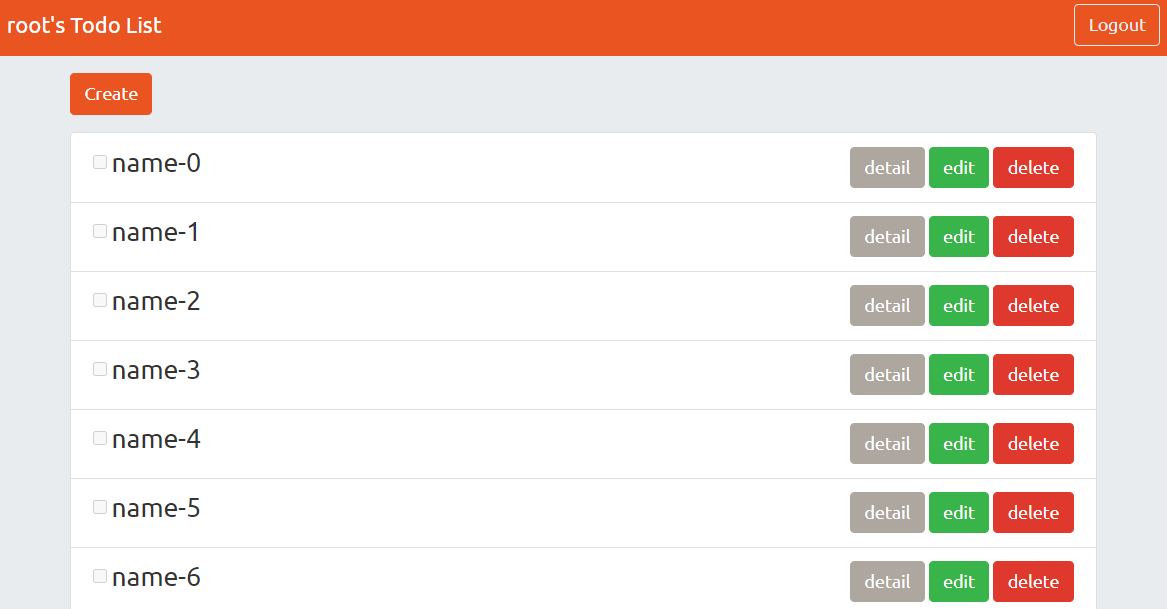 root's Todo List Logout
Create
name-0 detail edit delete
name-1 detail edit delete
name-2 detail edit delete
name-3 detail edit delete
name-4 detail edit delete
name-5 detail edit delete
name-6 detail edit delete